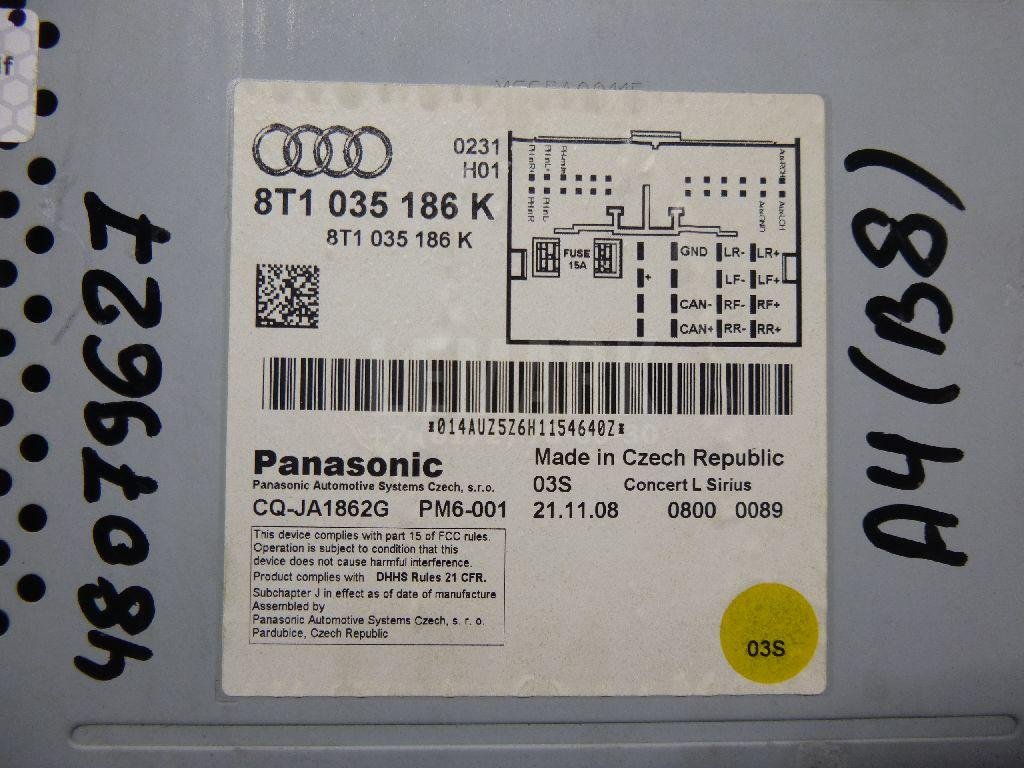 if
48079627
0231
H01
8T1 035 186 K
8T1 035 186 K
FUSE
15A
+
GND LR- LR+
LF- LF+
CAN- RF- RF+
CAN+ RR- RR+
*014AUZ5Z6H1154640Z*
Panasonic
Panasonic Automotive Systems Czech, s.r.o.
CQ-JA1862G PM6-001
Made in Czech Republic
03S Concert L Sirius
21.11.08 0800 0089
This device complies with part 15 of FCC rules.
Operation is subject to condition that this
device does not cause harmful interference.
Product complies with DHHS Rules 21 CFR.
Subchapter J in effect as of date of manufacture
Assembled by
Panasonic Automotive Systems Czech, s. r. o.
Pardubice, Czech Republic
03S
A4 (B8)